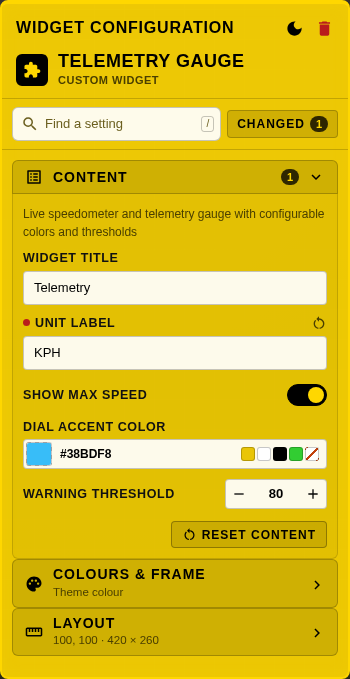 WIDGET CONFIGURATION
TELEMETRY GAUGE
CUSTOM WIDGET
Find a setting /
CHANGED 1
CONTENT 1
Live speedometer and telemetry gauge with configurable
colors and thresholds
WIDGET TITLE
Telemetry
UNIT LABEL
KPH
SHOW MAX SPEED
DIAL ACCENT COLOR
#38BDF8
WARNING THRESHOLD − 80 +
RESET CONTENT
COLOURS & FRAME
Theme colour
LAYOUT
100, 100 · 420 × 260